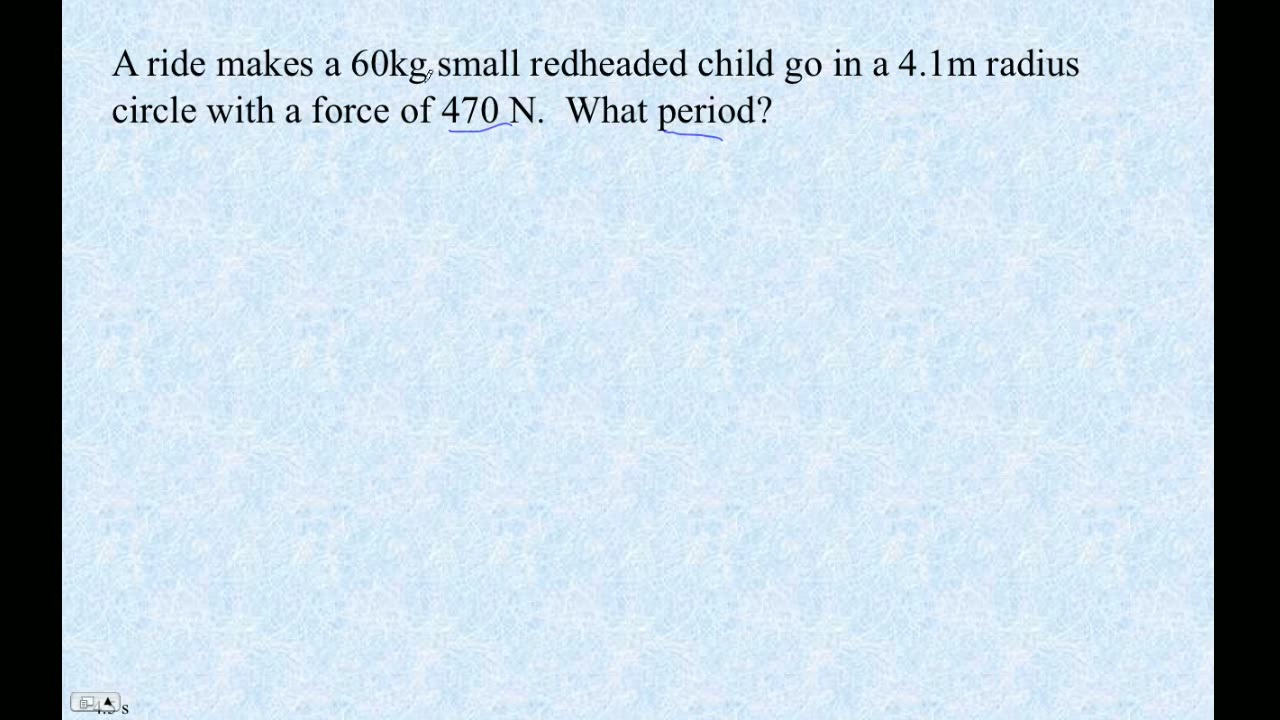 A ride makes a 60kg small redheaded child go in a 4.1m radius
circle with a force of 470 N.  What period?
s